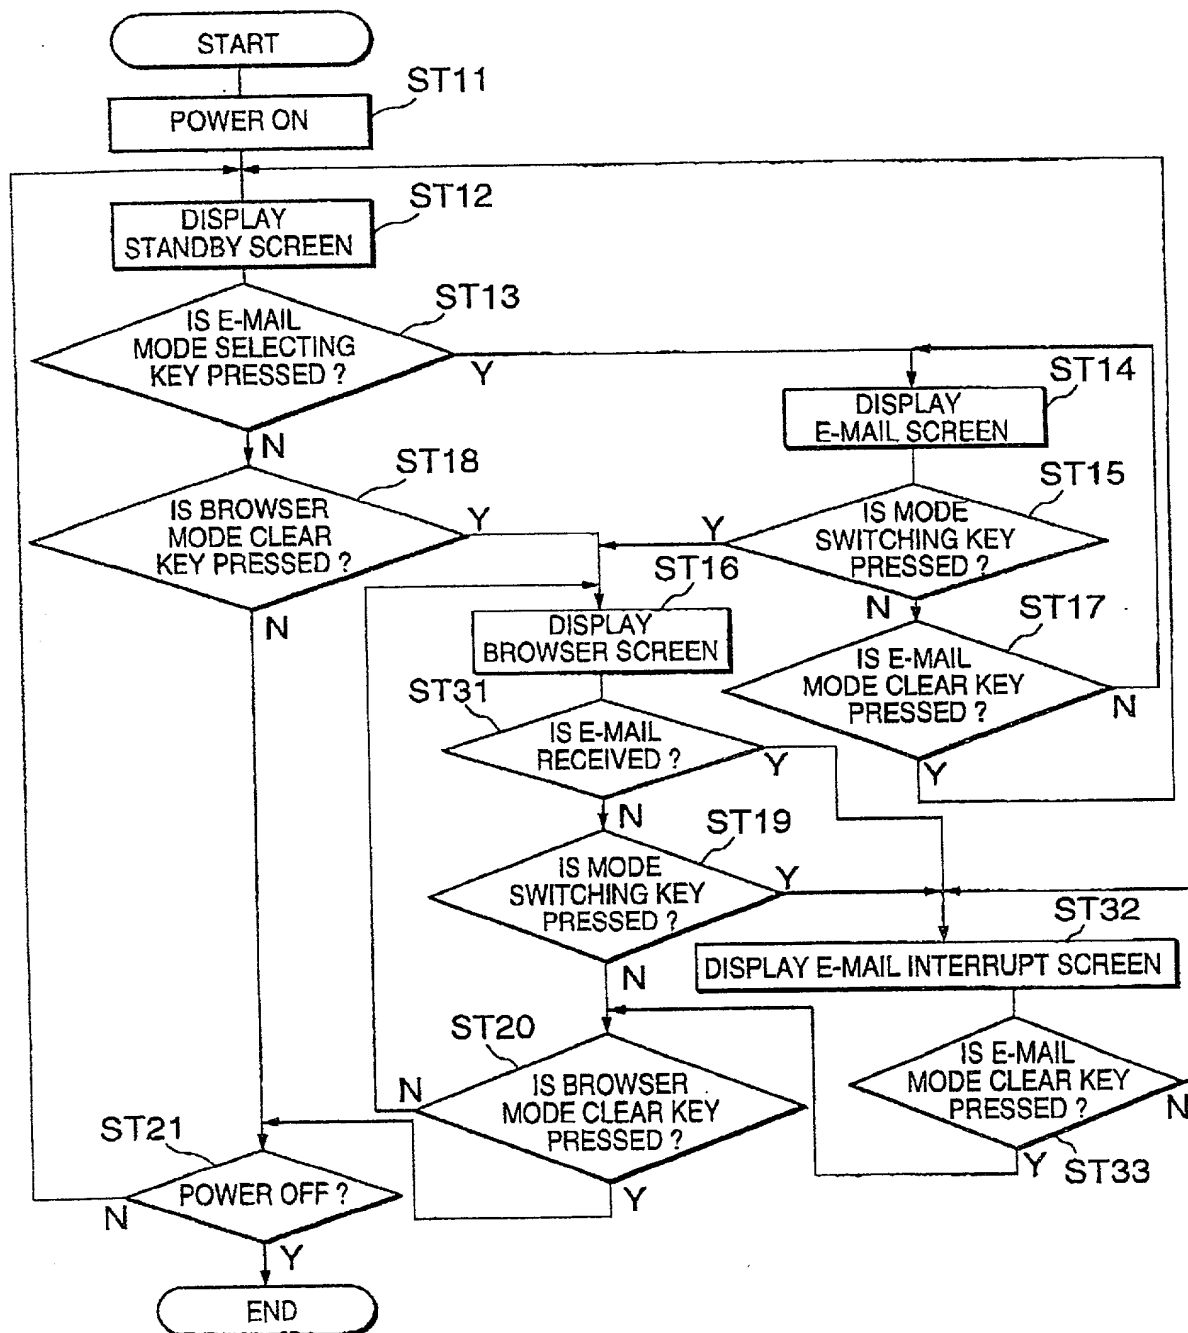 START
ST11
POWER ON
ST12
DISPLAY
STANDBY SCREEN
ST13
IS E-MAIL
MODE SELECTING
KEY PRESSED ?
Y
N
ST14
DISPLAY
E-MAIL SCREEN
ST18
IS BROWSER
MODE CLEAR
KEY PRESSED ?
Y
N
ST15
IS MODE
SWITCHING KEY
PRESSED ?
Y
N
ST16
DISPLAY
BROWSER SCREEN
ST17
IS E-MAIL
MODE CLEAR KEY
PRESSED ?
N
Y
ST31
IS E-MAIL
RECEIVED ?
Y
N
ST19
IS MODE
SWITCHING KEY
PRESSED ?
Y
N
ST32
DISPLAY E-MAIL INTERRUPT SCREEN
ST20
IS BROWSER
MODE CLEAR KEY
PRESSED ?
N
Y
IS E-MAIL
MODE CLEAR KEY
PRESSED ?
N
Y
ST33
ST21
POWER OFF ?
N
Y
END